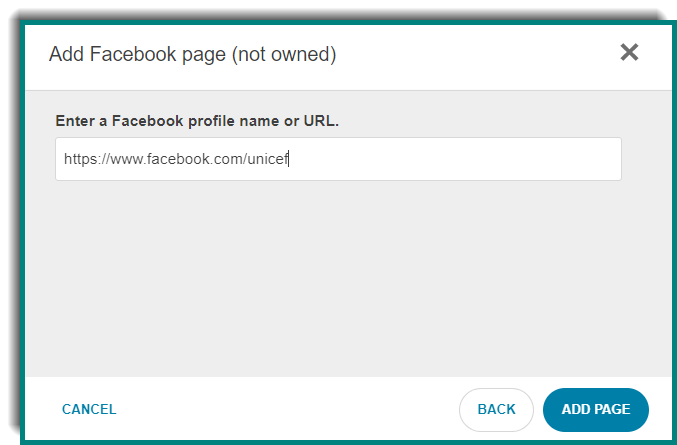 Add Facebook page (not owned)
Enter a Facebook profile name or URL.
https://www.facebook.com/unicef
CANCEL
BACK
ADD PAGE